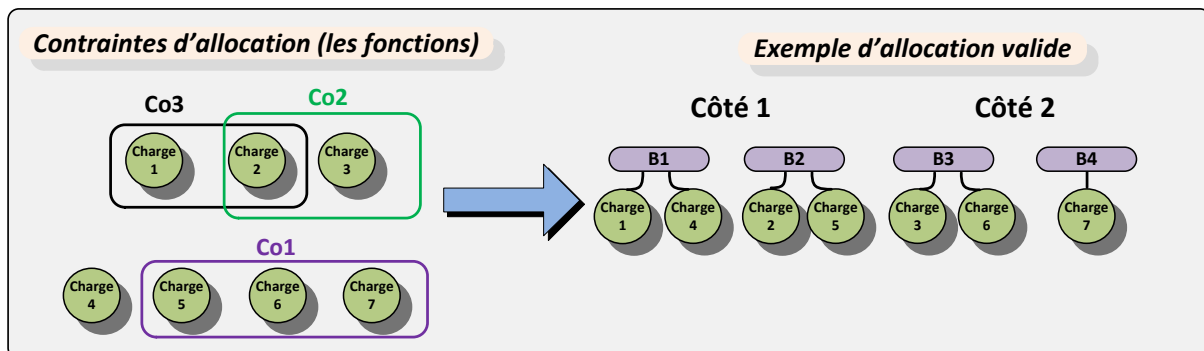 Contraintes d'allocation (les fonctions)
Exemple d'allocation valide
Co3
Co2
Charge
1
Charge
2
Charge
3
Co1
Charge
4
Charge
5
Charge
6
Charge
7
Côté 1
Côté 2
B1
B2
B3
B4
Charge
1
Charge
4
Charge
2
Charge
5
Charge
3
Charge
6
Charge
7